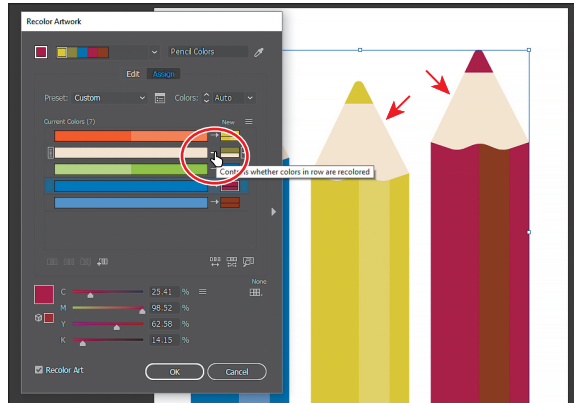 Recolor Artwork
Pencil Colors
Edit Assign
Preset: Custom Colors: Auto
Current Colors (7) New
Controls whether colors in row are recolored
None
C 25.41 %
M 98.52 %
Y 62.58 %
K 14.15 %
Recolor Art OK Cancel